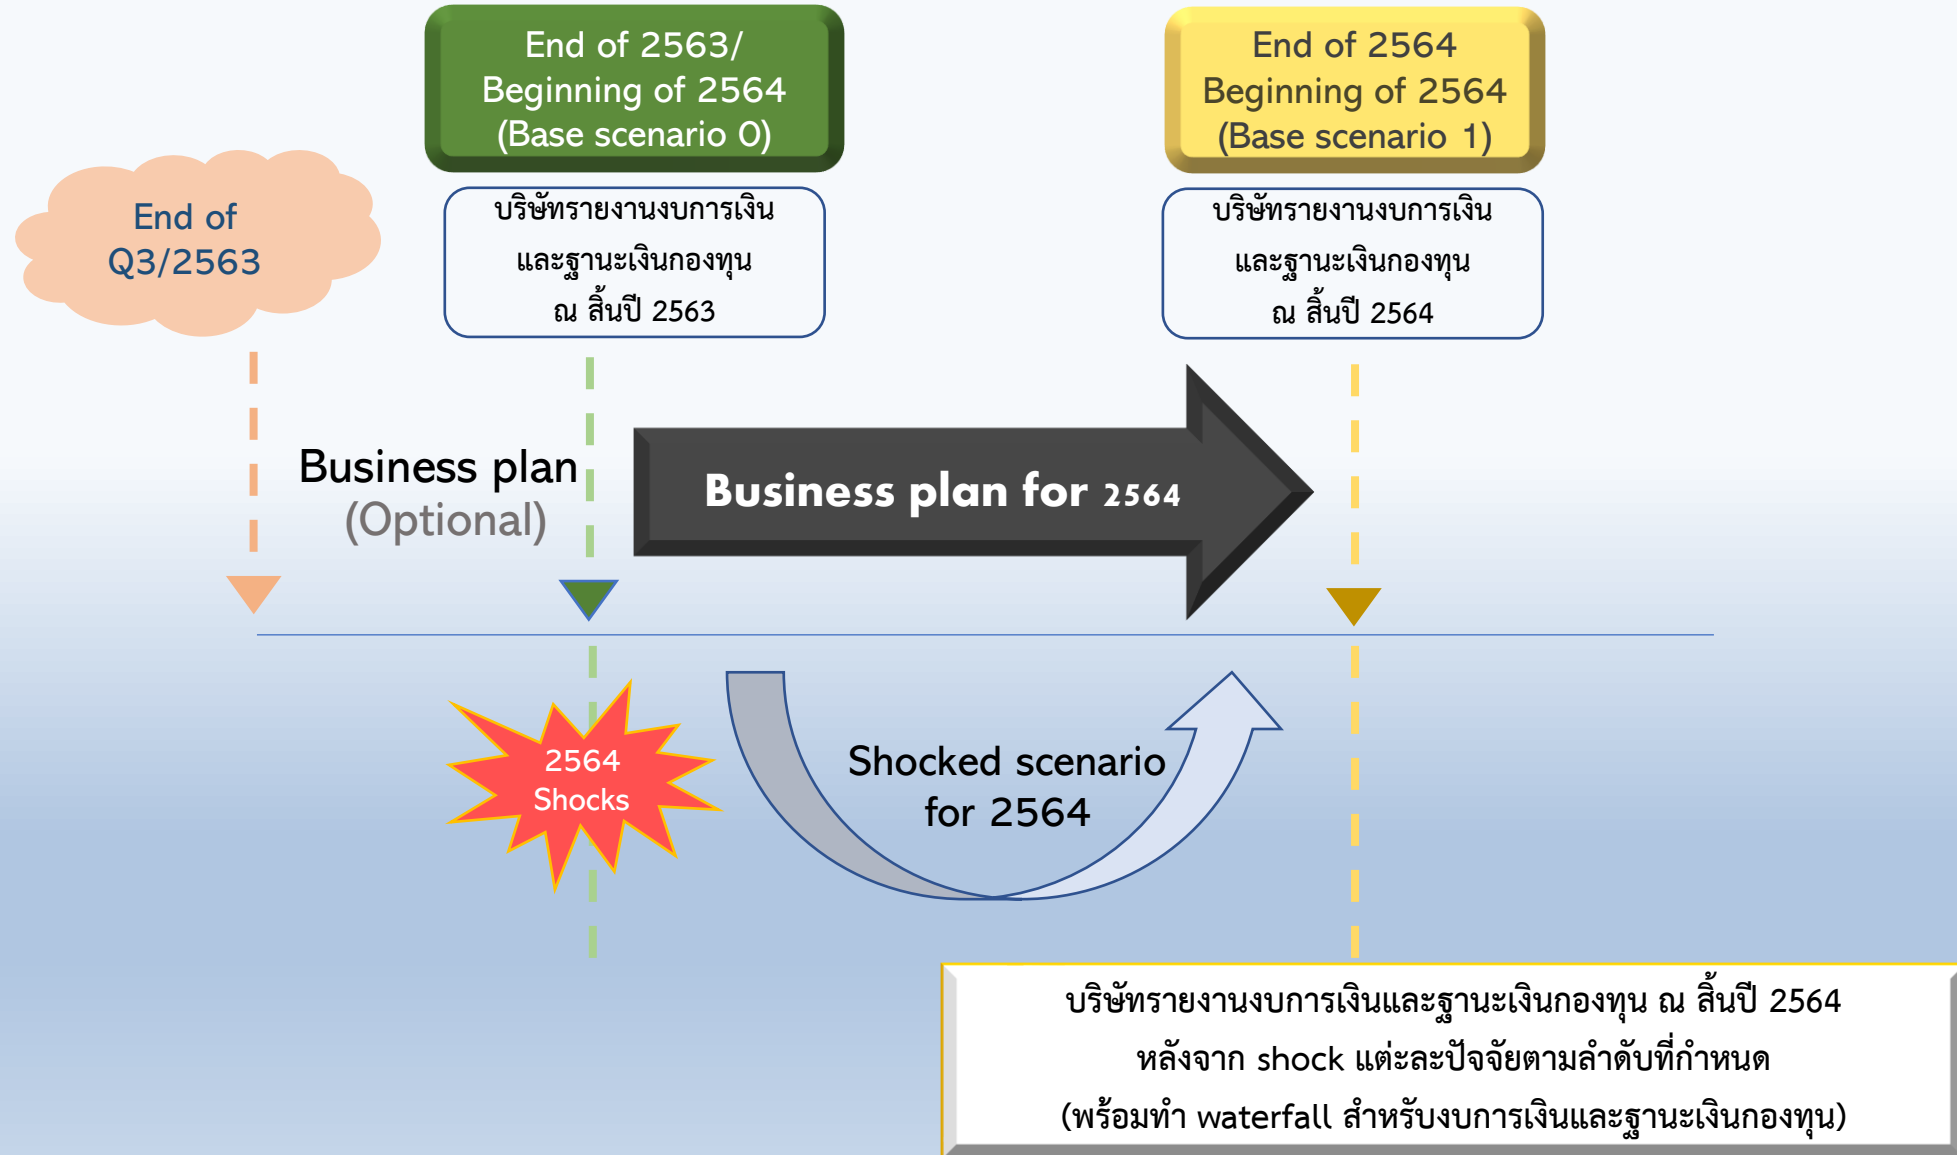 End of 2563/
Beginning of 2564
(Base scenario 0)
End of 2564
Beginning of 2564
(Base scenario 1)
End of
Q3/2563
บริษัทรายงานงบการเงิน
และฐานะเงินกองทุน
ณ สิ้นปี 2563
บริษัทรายงานงบการเงิน
และฐานะเงินกองทุน
ณ สิ้นปี 2564
Business plan
(Optional)
Business plan for 2564
2564
Shocks
Shocked scenario
for 2564
บริษัทรายงานงบการเงินและฐานะเงินกองทุน ณ สิ้นปี 2564
หลังจาก shock แต่ะละปัจจัยตามลำดับที่กำหนด
(พร้อมทำ waterfall สำหรับงบการเงินและฐานะเงินกองทุน)